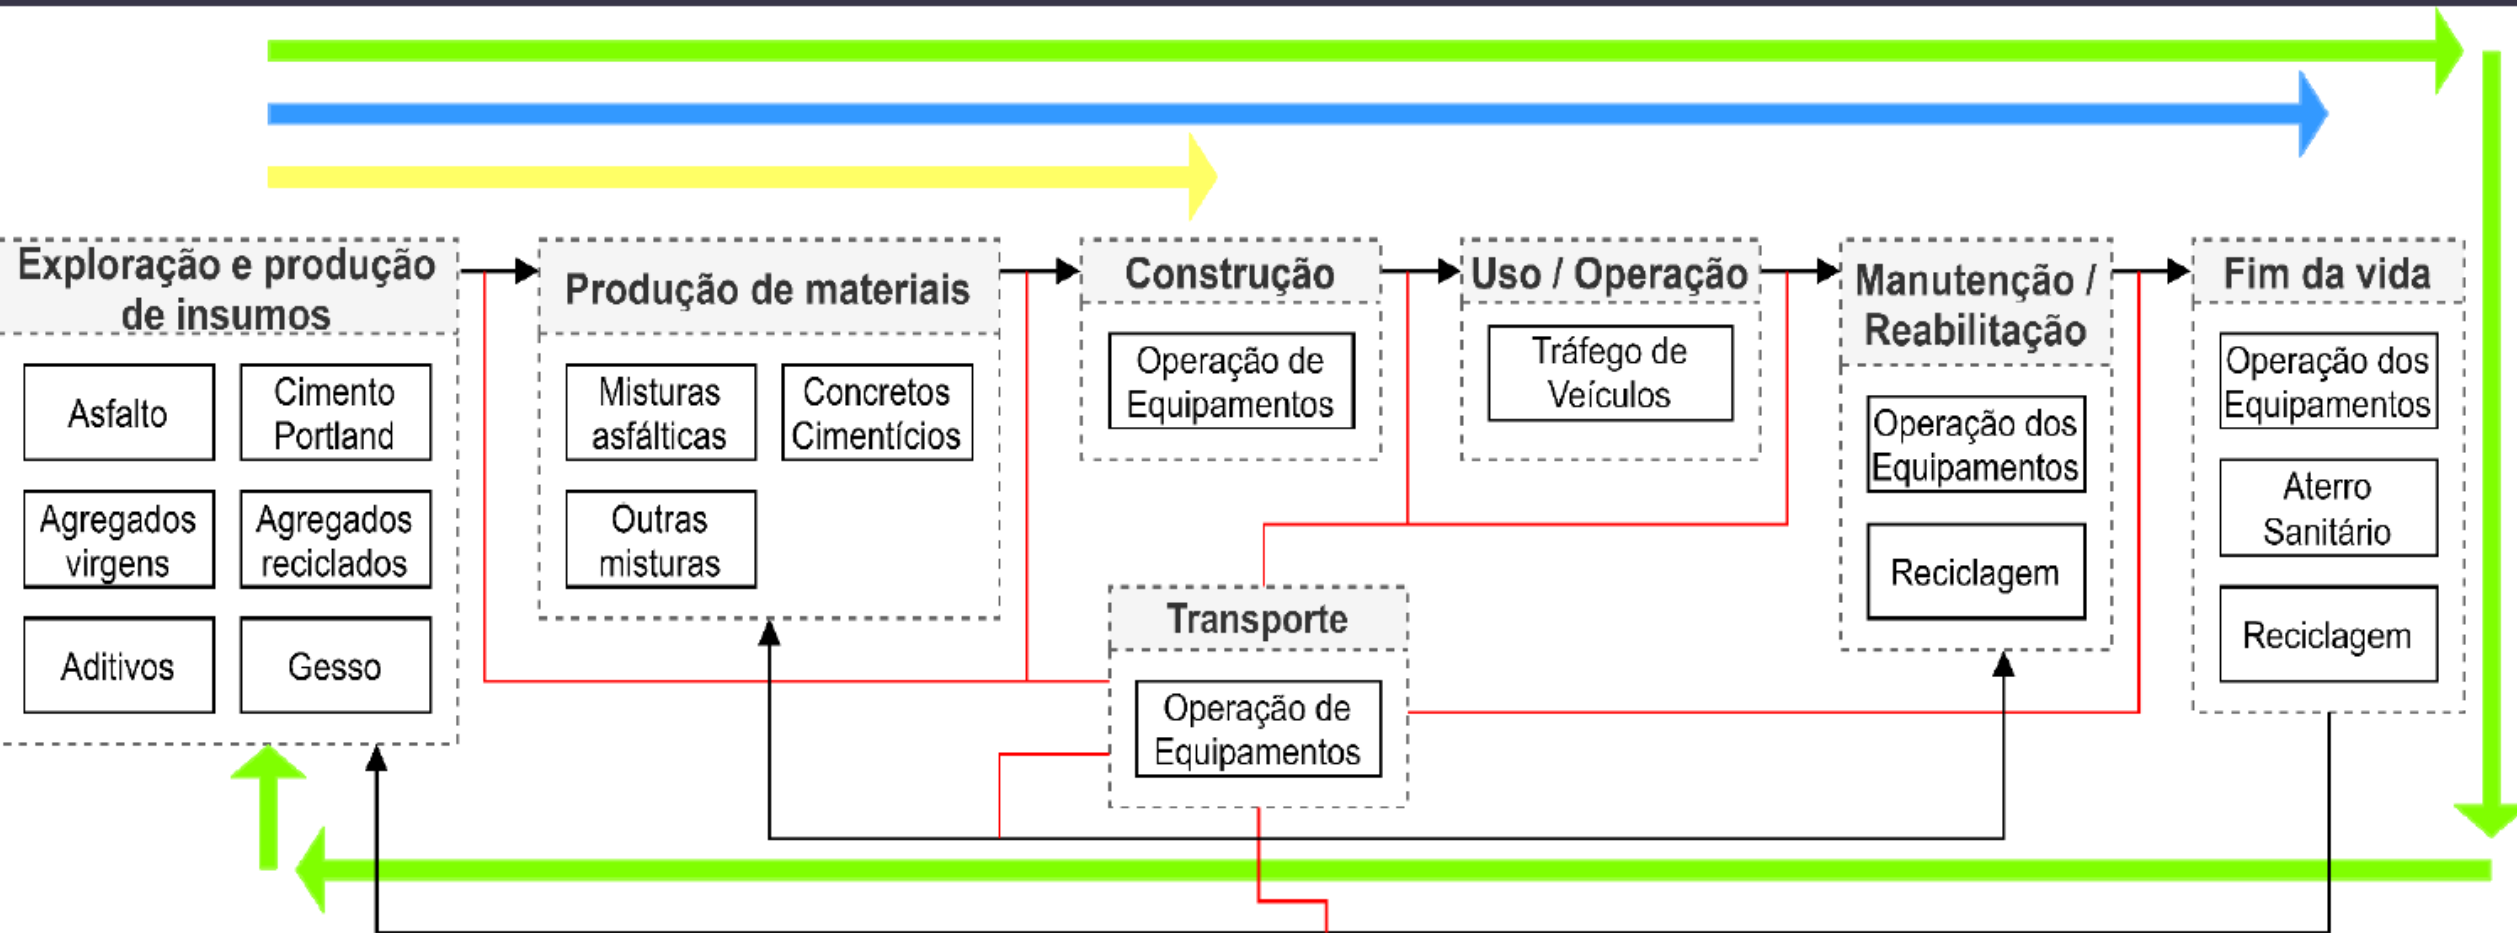 Exploração e produção
de insumos
Asfalto
Cimento
Portland
Agregados
virgens
Agregados
reciclados
Aditivos
Gesso
Produção de materiais
Misturas
asfálticas
Concretos
Cimentícios
Outras
misturas
Construção
Operação de
Equipamentos
Uso / Operação
Tráfego de
Veículos
Manutenção /
Reabilitação
Operação dos
Equipamentos
Reciclagem
Fim da vida
Operação dos
Equipamentos
Aterro
Sanitário
Reciclagem
Transporte
Operação de
Equipamentos